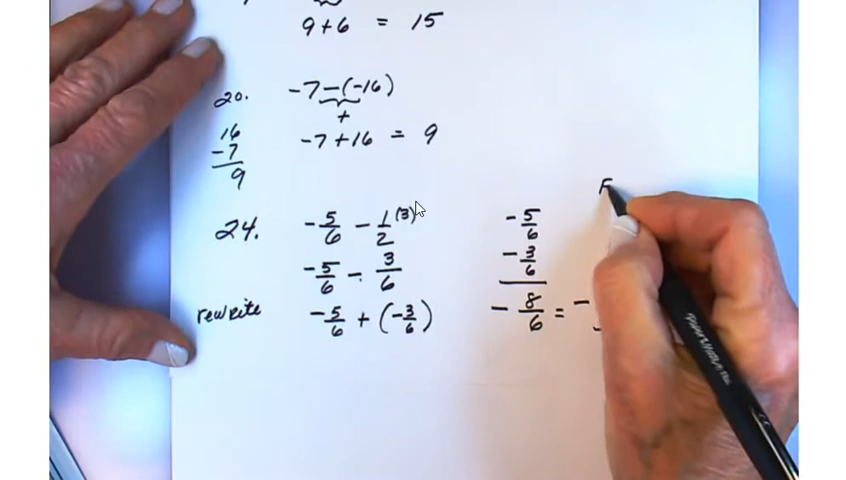 9 + 6 = 15
20. -7 - (-16)
+
16 -7 + 16 = 9
-7
9
24. -5/6 - 1/2 (3) -5/6
-5/6 - 3/6 -3/6
rewrite -5/6 + (-3/6) -8/6 = -